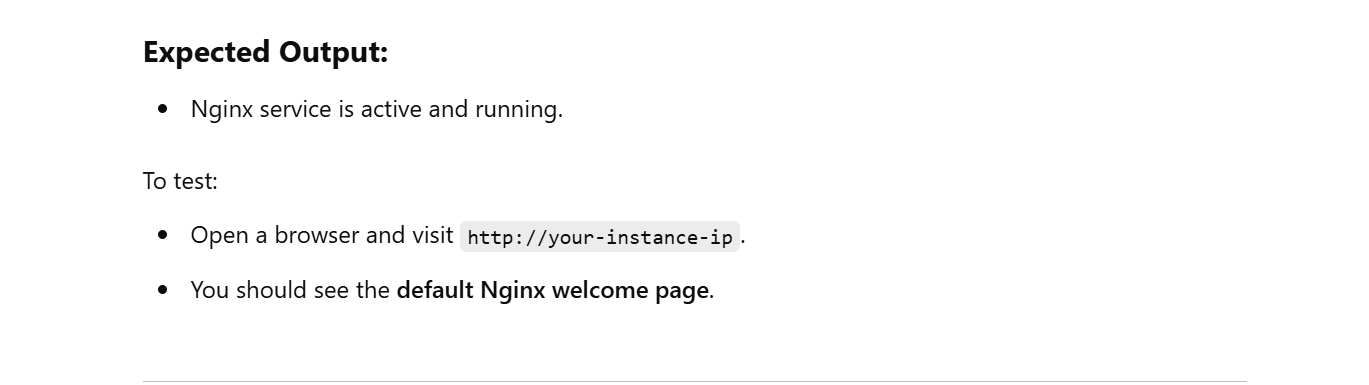 Expected Output:
• Nginx service is active and running.
To test:
• Open a browser and visit http://your-instance-ip.
• You should see the default Nginx welcome page.